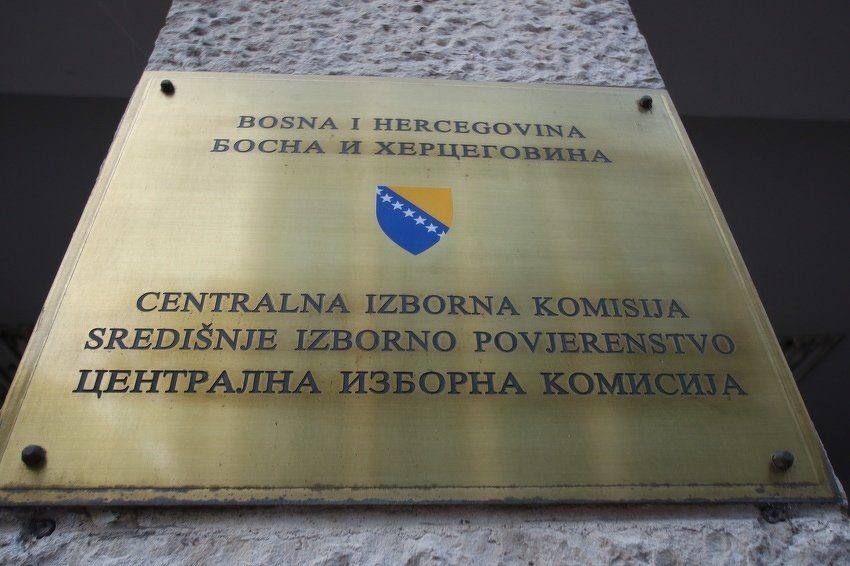 BOSNA I HERCEGOVINA
БОСНА И ХЕРЦЕГОВИНА
CENTRALNA IZBORNA KOMISIJA
SREDIŠNJE IZBORNO POVJERENSTVO
ЦЕНТРАЛНА ИЗБОРНА КОМИСИЈА